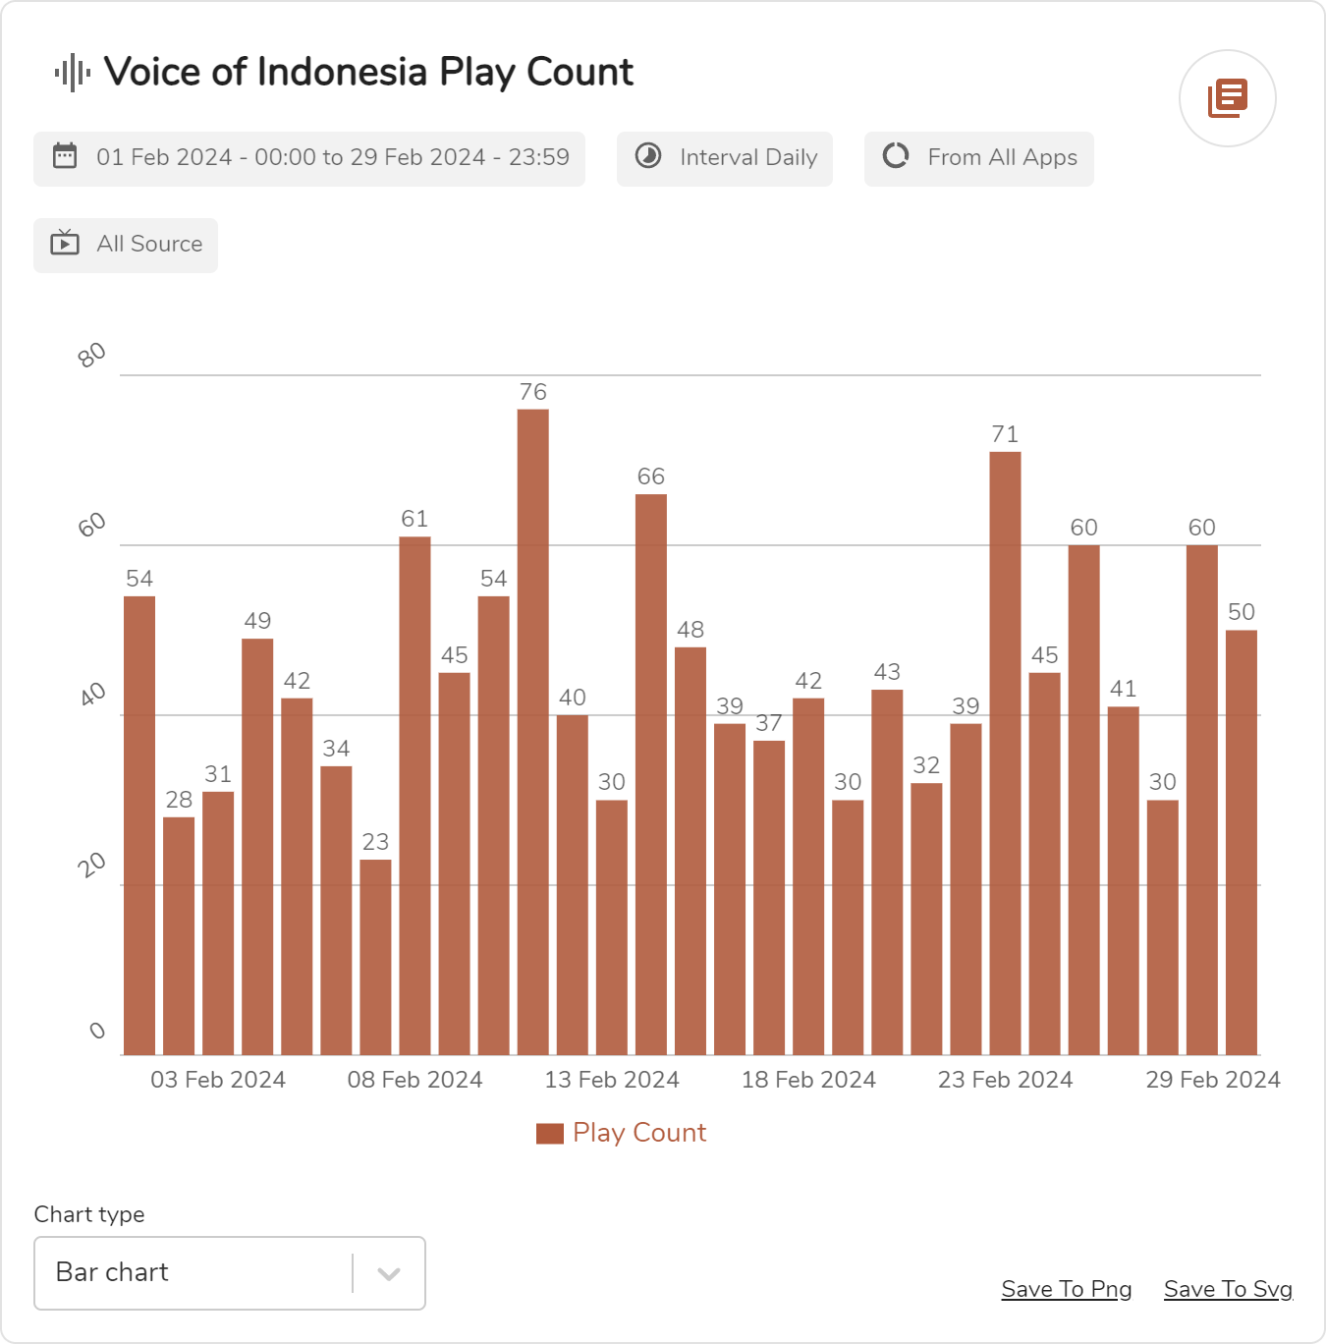 Voice of Indonesia Play Count
01 Feb 2024 - 00:00 to 29 Feb 2024 - 23:59
Interval Daily
From All Apps
All Source
80
60
40
20
0
54
28
31
49
42
34
23
61
45
54
76
40
30
66
48
39
37
42
30
43
32
39
71
45
60
41
30
60
50
03 Feb 2024
08 Feb 2024
13 Feb 2024
18 Feb 2024
23 Feb 2024
29 Feb 2024
Play Count
Chart type
Bar chart
Save To Png
Save To Svg